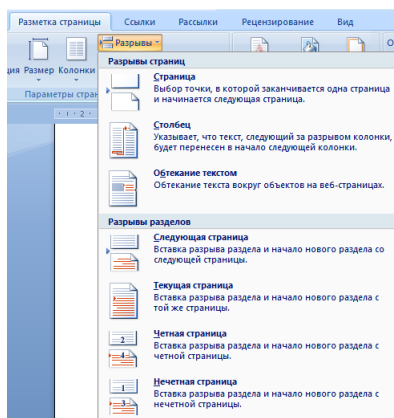 Разметка страницы Ссылки Рассылки Рецензирование Вид
Разрывы
ция Размер Колонки
Параметры стран
Разрывы страниц
Страница
Выбор точки, в которой заканчивается одна страница
и начинается следующая страница.
Столбец
Указывает, что текст, следующий за разрывом колонки,
будет перенесен в начало следующей колонки.
Обтекание текстом
Обтекание текста вокруг объектов на веб-страницах.
Разрывы разделов
Следующая страница
Вставка разрыва раздела и начало нового раздела со
следующей страницы.
Текущая страница
Вставка разрыва раздела и начало нового раздела с
той же страницы.
Четная страница
Вставка разрыва раздела и начало нового раздела с
четной страницы.
Нечетная страница
Вставка разрыва раздела и начало нового раздела с
нечетной страницы.